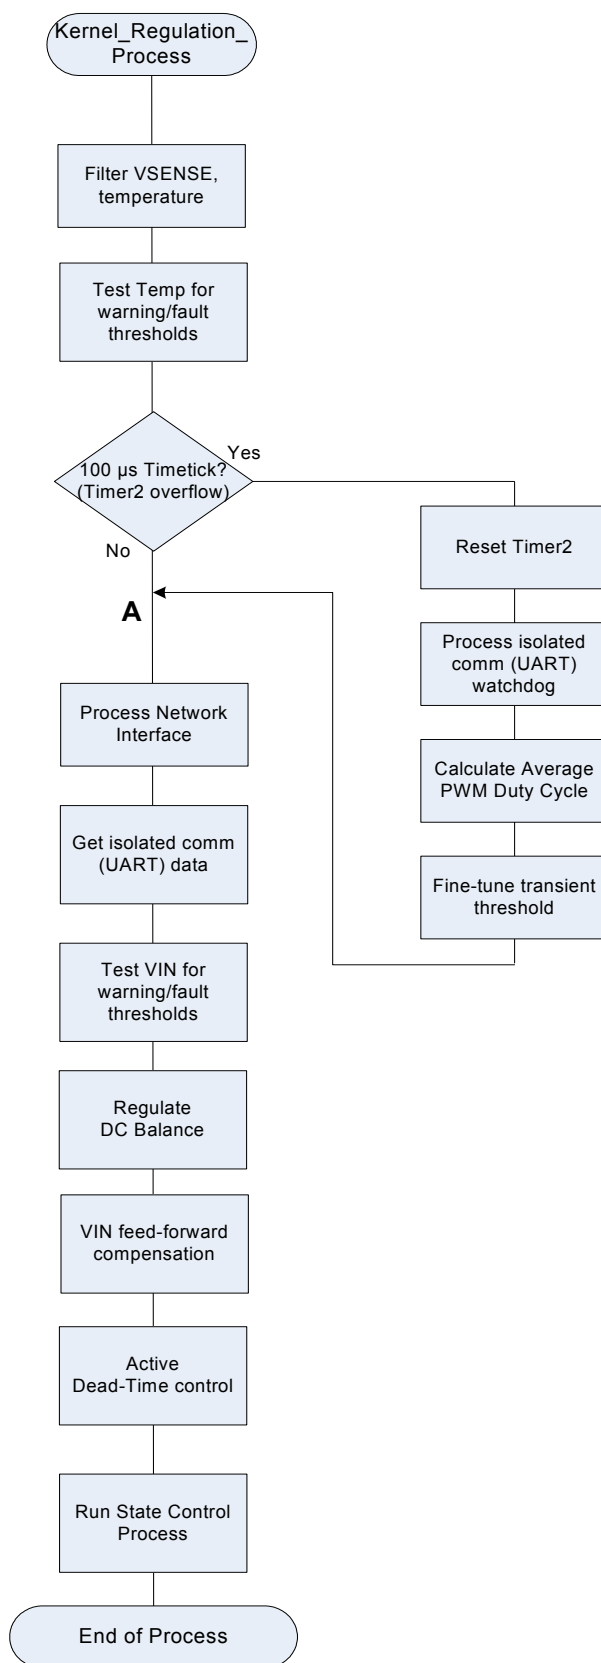 Kernel_Regulation_
Process
Filter VSENSE,
temperature
Test Temp for
warning/fault
thresholds
100 µs Timetick?
(Timer2 overflow)
Yes
No
Reset Timer2
Process isolated
comm (UART)
watchdog
Calculate Average
PWM Duty Cycle
Fine-tune transient
threshold
A
Process Network
Interface
Get isolated comm
(UART) data
Test VIN for
warning/fault
thresholds
Regulate
DC Balance
VIN feed-forward
compensation
Active
Dead-Time control
Run State Control
Process
End of Process